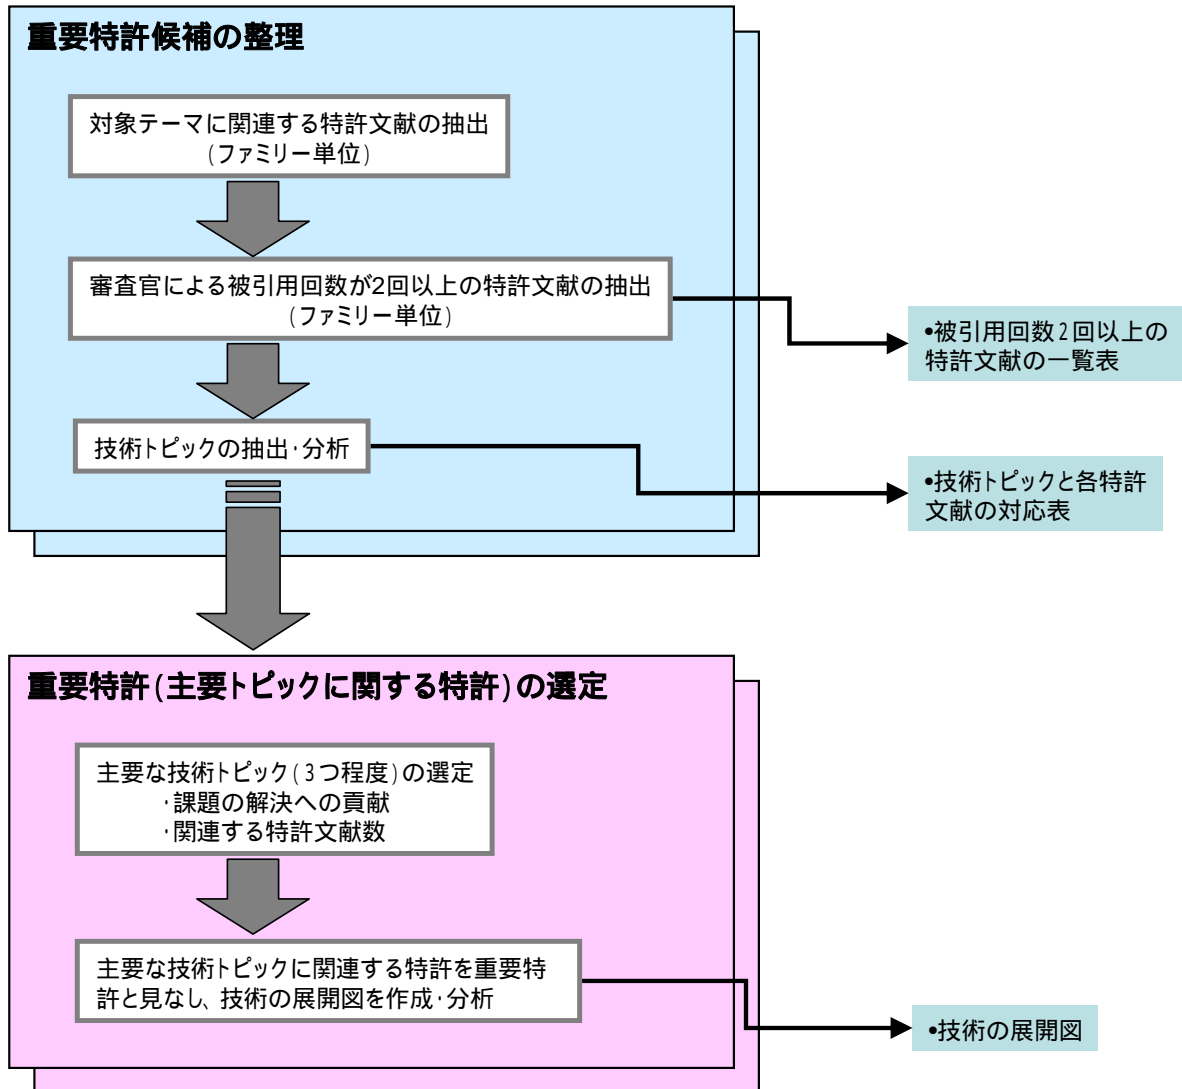 重要特許候補の整理
対象テーマに関連する特許文献の抽出
(ファミリー単位)
審査官による被引用回数が2回以上の特許文献の抽出
(ファミリー単位)
•被引用回数2回以上の
特許文献の一覧表
技術トピックの抽出・分析
•技術トピックと各特許
文献の対応表
重要特許(主要トピックに関する特許)の選定
主要な技術トピック(3つ程度)の選定
・課題の解決への貢献
・関連する特許文献数
主要な技術トピックに関連する特許を重要特
許と見なし、技術の展開図を作成・分析
•技術の展開図